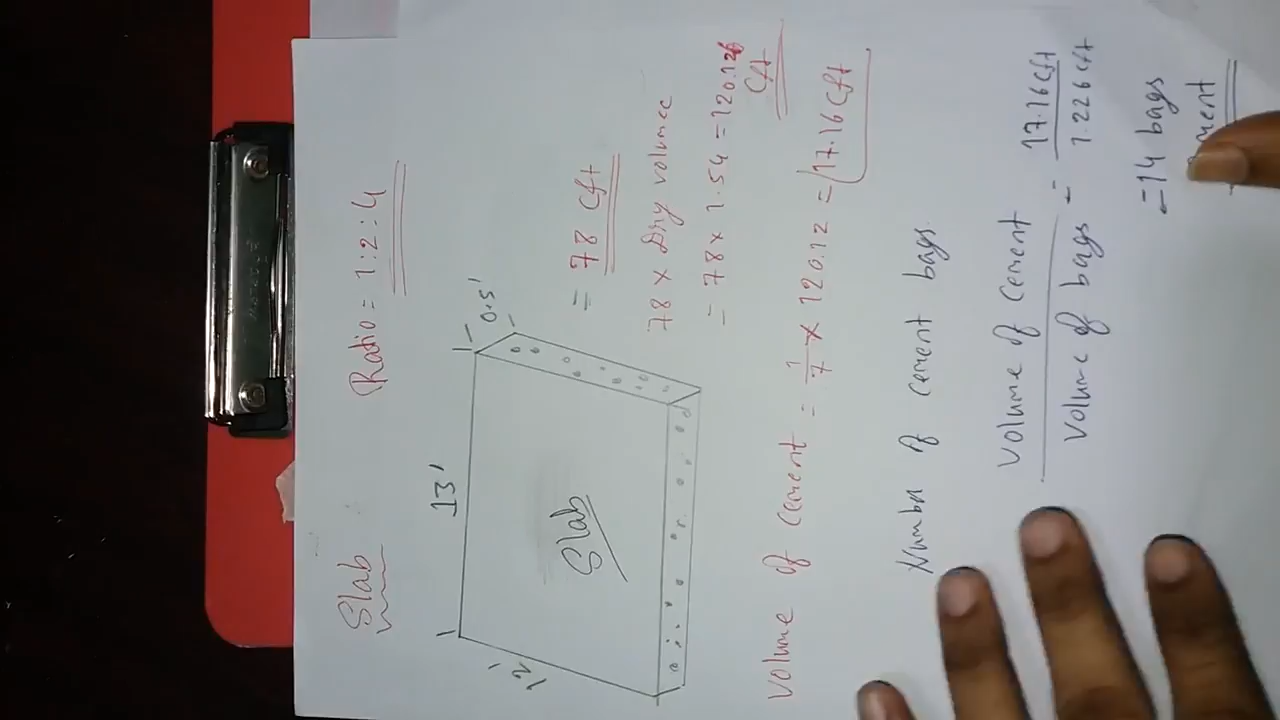 Slab Ratio = 1:2:4
13'
0.5'
12'
Slab
= 78 Cft
78 x Dry volume
= 78 x 1.54 = 120.12
Cft
Volume of Cement = 1/7 x 120.12 = 17.16 Cft
Number of cement bags
Volume of Cement / Volume of bags = 17.16 Cft / 1.226 cft
= 14 bags